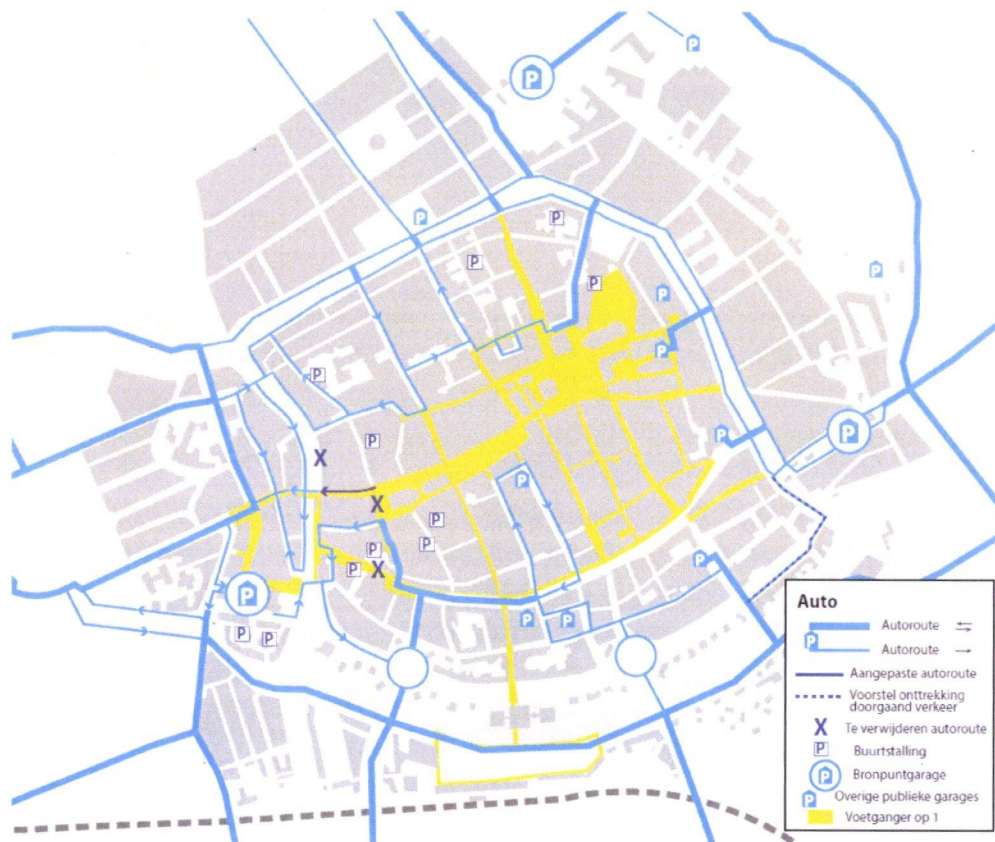 P
P
P
P
P
P
P
P
P
P
P
P
X
P
P
P
X
P
P
P
P
X
P
P
P
P
P
P
Auto
Autoroute
P
Autoroute
Aangepaste autoroute
Voorstel onttrekking
doorgaand verkeer
X Te verwijderen autoroute
P Buurtstalling
P Bronpuntgarage
P Overige publieke garages
Voetganger op 1